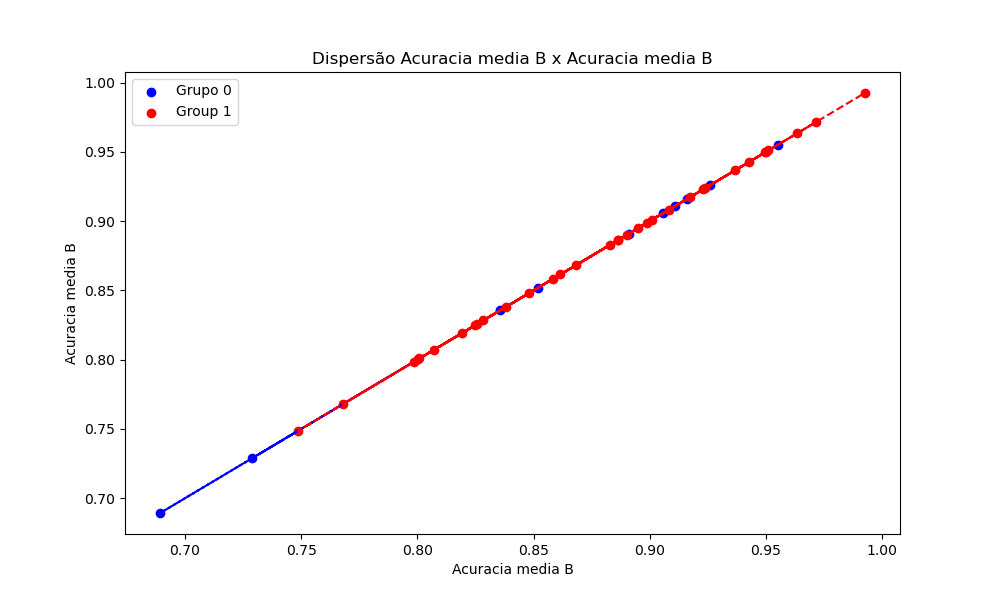 Dispersão Acuracia media B x Acuracia media B
Grupo 0
Group 1
Acuracia media B
1.00
0.95
0.90
0.85
0.80
0.75
0.70
0.70 0.75 0.80 0.85 0.90 0.95 1.00
Acuracia media B